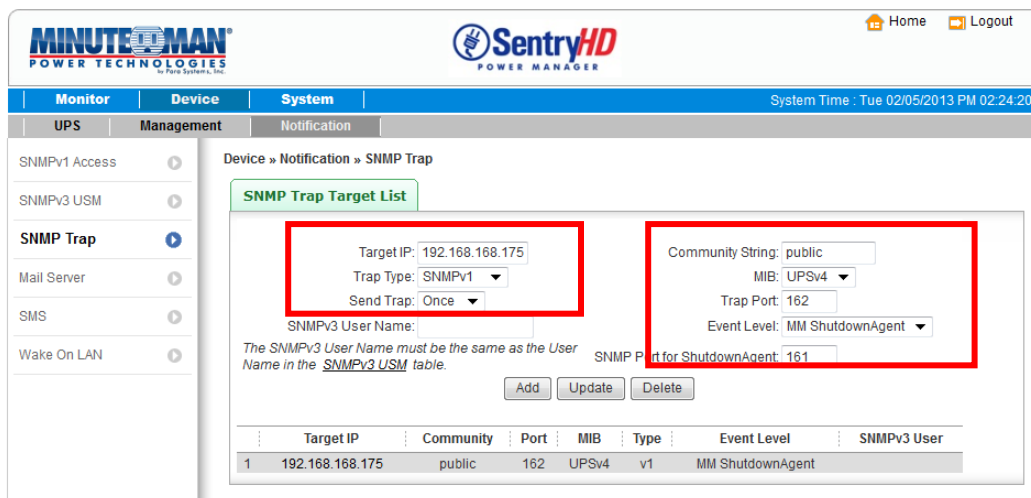 Home Logout
MINUTEMAN®
POWER TECHNOLOGIES
by Para Systems, Inc.
SentryHD
POWER MANAGER
Monitor Device System System Time : Tue 02/05/2013 PM 02:24:20
UPS Management Notification
SNMPv1 Access
SNMPv3 USM
SNMP Trap
Mail Server
SMS
Wake On LAN
Device » Notification » SNMP Trap
SNMP Trap Target List
Target IP: 192.168.168.175
Trap Type: SNMPv1
Send Trap: Once
SNMPv3 User Name:
The SNMPv3 User Name must be the same as the User
Name in the SNMPv3 USM table.
Community String: public
MIB: UPSv4
Trap Port: 162
Event Level: MM ShutdownAgent
SNMP Port for ShutdownAgent: 161
Add Update Delete
Target IP Community Port MIB Type Event Level SNMPv3 User
1 192.168.168.175 public 162 UPSv4 v1 MM ShutdownAgent